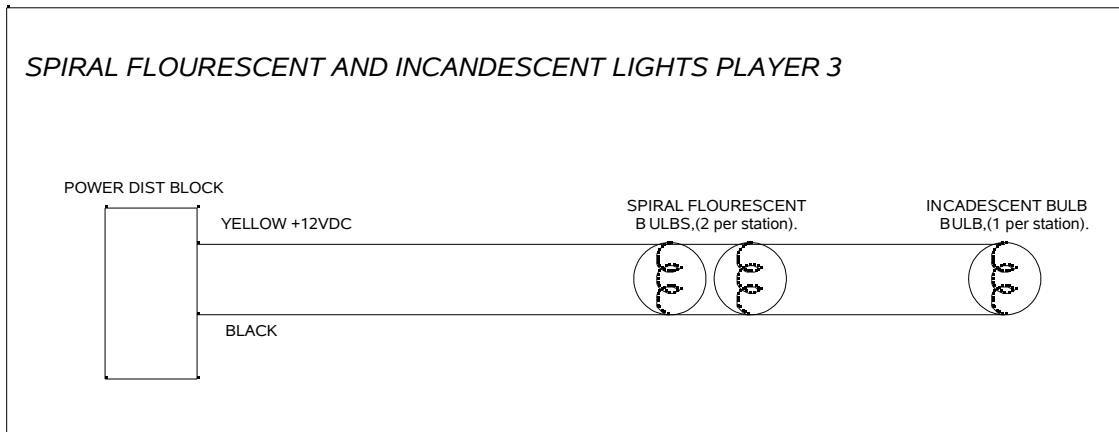 SPIRAL FLOURESCENT AND INCANDESCENT LIGHTS PLAYER 3
POWER DIST BLOCK
YELLOW +12VDC
SPIRAL FLOURESCENT
BULBS,(2 per station).
INCADESCENT BULB
BULB,(1 per station).
BLACK